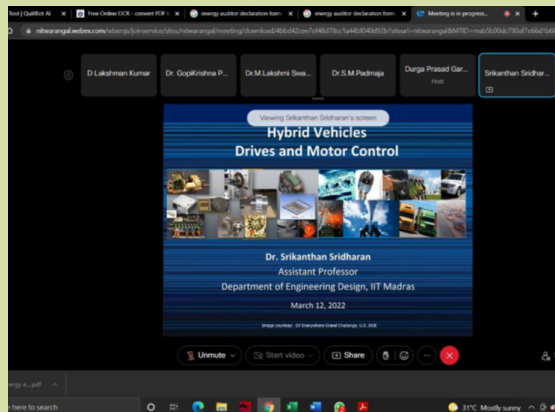 Tool | QuillBot AI
Free Online OCR - convert PDF t
energy auditor declaration form
energy auditor declaration form
Meeting is in progress...
D Lakshman Kumar
Dr. GopiKrishna P...
Dr.M.Lakshmi Swa...
Dr.S.M.Padmaja
Durga Prasad Gar...
Host
Srikanthan Sridhar...
Viewing Srikanthan Sridharan's screen
Hybrid Vehicles
Drives and Motor Control
Dr. Srikanthan Sridharan
Assistant Professor
Department of Engineering Design, IIT Madras
March 12, 2022
Image courtesy: EV Everywhere Grand Challenge, U.S. DOE
Unmute
Start video
Share
ergy a....pdf
e here to search
31°C Mostly sunny